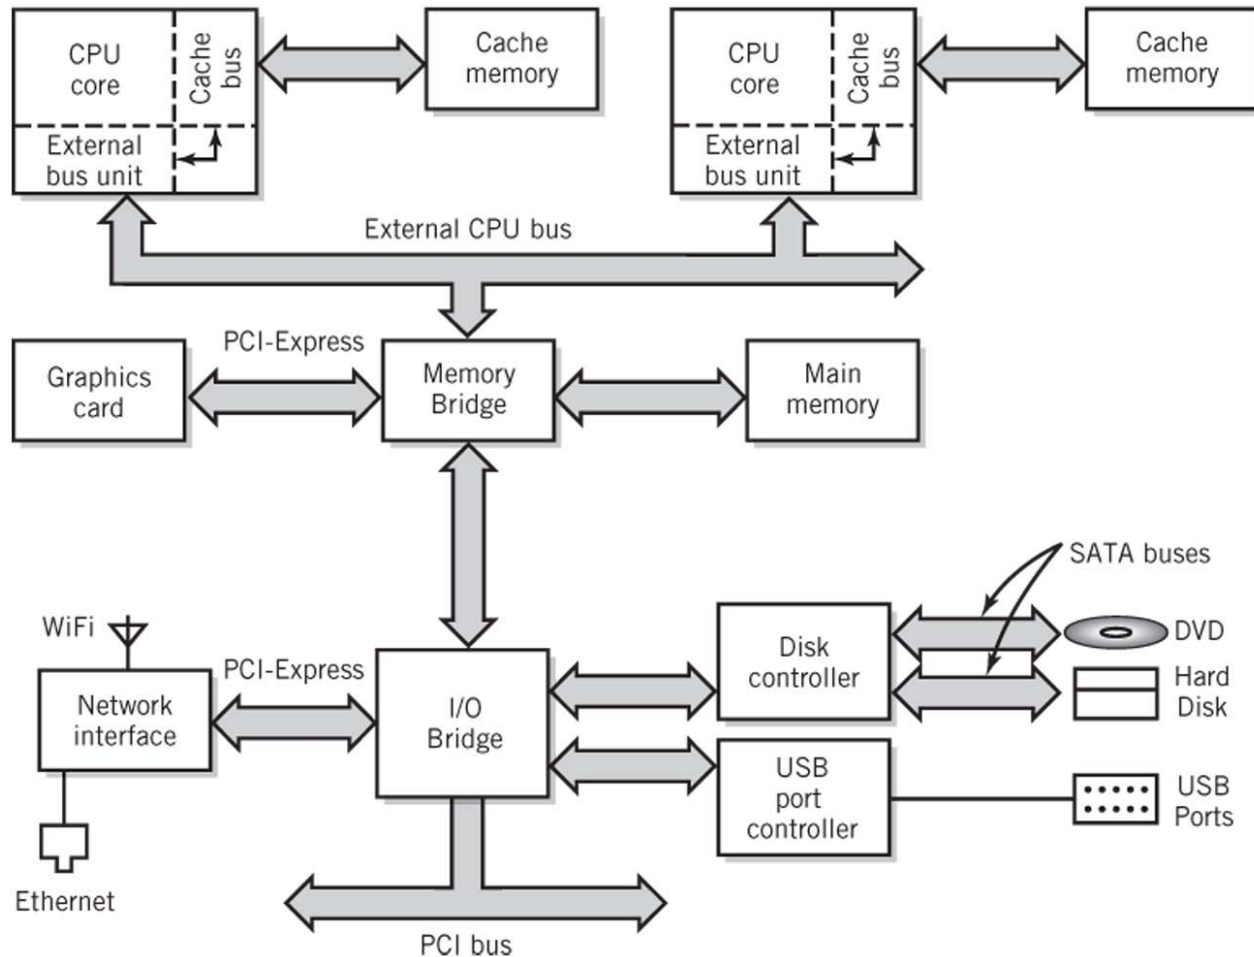 CPU
core
Cache
bus
External
bus unit
Cache
memory
CPU
core
Cache
bus
External
bus unit
Cache
memory
External CPU bus
PCI-Express
Graphics
card
Memory
Bridge
Main
memory
SATA buses
WiFi
PCI-Express
Network
interface
I/O
Bridge
Disk
controller
DVD
Hard
Disk
USB
port
controller
USB
Ports
Ethernet
PCI bus